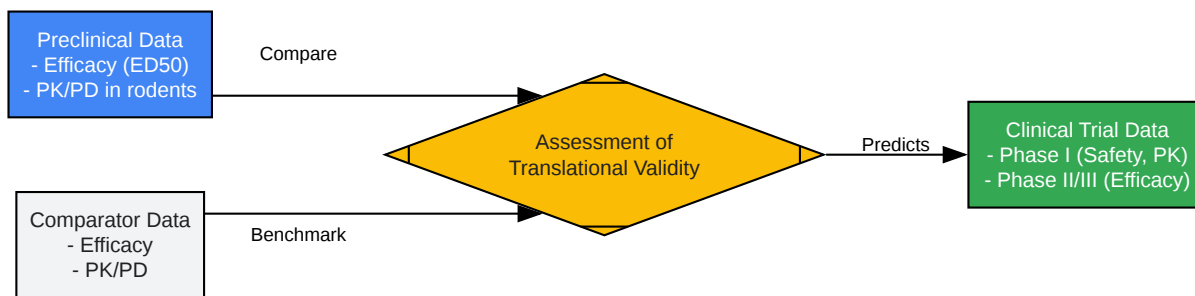 Preclinical Data
- Efficacy (ED50)
- PK/PD in rodents
Compare
Comparator Data
- Efficacy
- PK/PD
Benchmark
Assessment of
Translational Validity
Predicts
Clinical Trial Data
- Phase I (Safety, PK)
- Phase II/III (Efficacy)